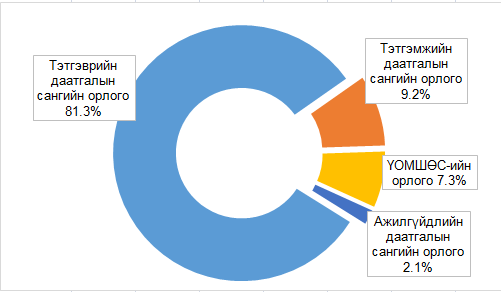 Тэтгэврийн
даатгалын
сангийн орлого
81.3%
Тэтгэмжийн
даатгалын
сангийн орлого
9.2%
ҮОМШӨС-ийн
орлого 7.3%
Ажилгүйдлийн
даатгалын
сангийн орлого
2.1%